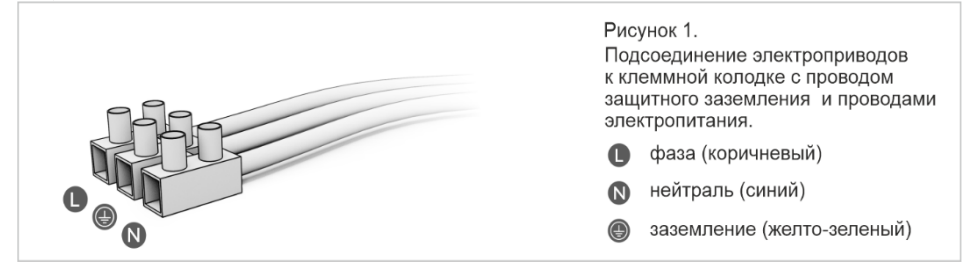 Рисунок 1.
Подсоединение электроприводов
к клеммной колодке с проводом
защитного заземления и проводами
электропитания.
L фаза (коричневый)
N нейтраль (синий)
заземление (желто-зеленый)
L
N